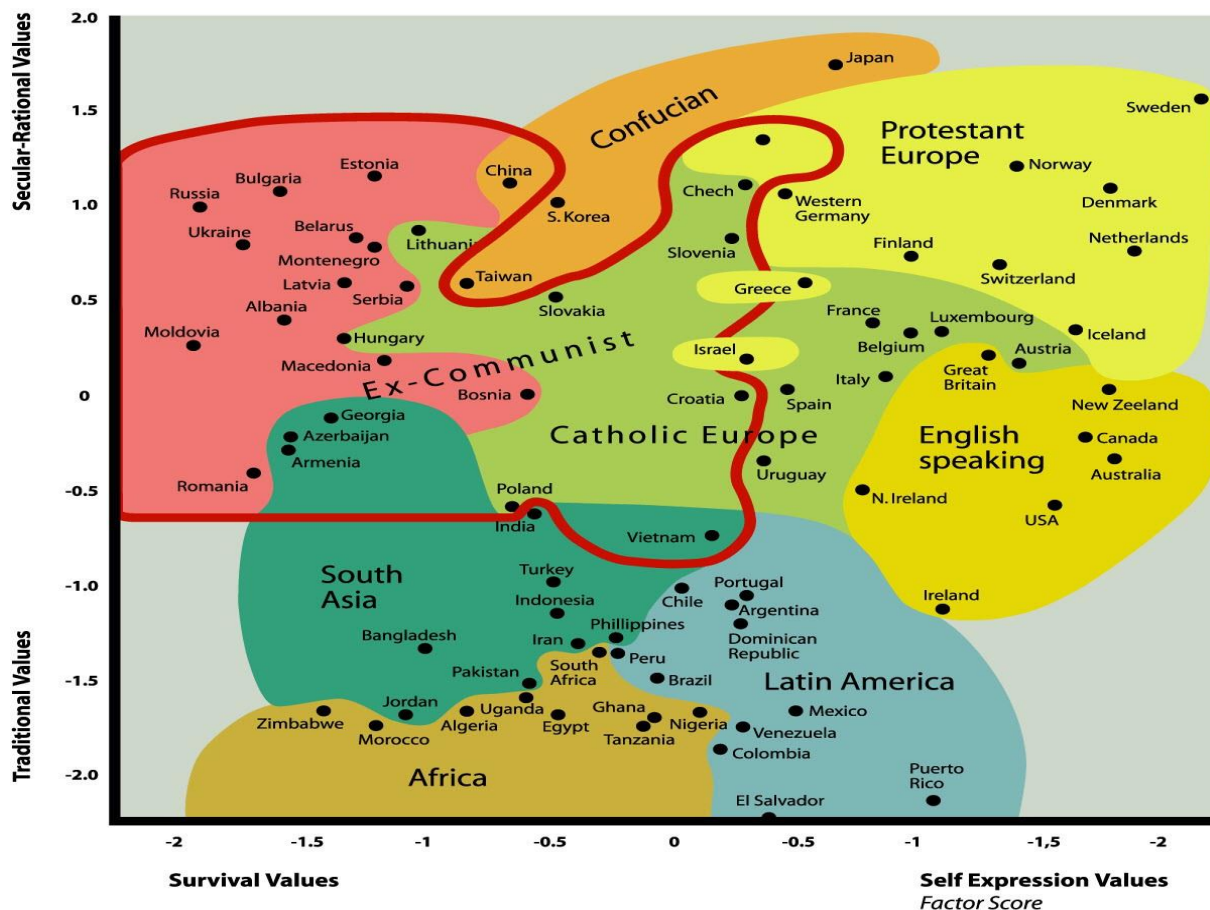 Secular-Rational Values
Traditional Values
2.0
1.5
1.0
0.5
0
-0.5
-1.0
-1.5
-2.0
Japan
Confucian
Sweden
Protestant
Europe
Estonia
China
Norway
Bulgaria
Russia
Chech
Western
Germany
Denmark
S. Korea
Ukraine
Belarus
Lithuania
Montenegro
Slovenia
Finland
Netherlands
Switzerland
Latvia
Serbia
Taiwan
Greece
Albania
Slovakia
France
Luxembourg
Moldovia
Hungary
Belgium
Iceland
Israel
Austria
Macedonia
Ex-Communist
Italy
Great
Britain
Bosnia
Croatia
Spain
New Zeeland
Georgia
Azerbaijan
Armenia
Catholic Europe
English
speaking
Canada
Australia
Romania
Uruguay
N. Ireland
Poland
India
USA
Vietnam
South
Asia
Turkey
Indonesia
Chile
Portugal
Argentina
Ireland
Bangladesh
Iran
Phillippines
Dominican
Republic
Pakistan
South
Africa
Peru
Brazil
Latin America
Zimbabwe
Jordan
Morocco
Algeria
Uganda
Egypt
Ghana
Tanzania
Nigeria
Mexico
Venezuela
Colombia
Africa
Puerto
Rico
El Salvador
-2
-1.5
-1
-0.5
0
-0.5
-1
-1,5
-2
Survival Values
Self Expression Values
Factor Score